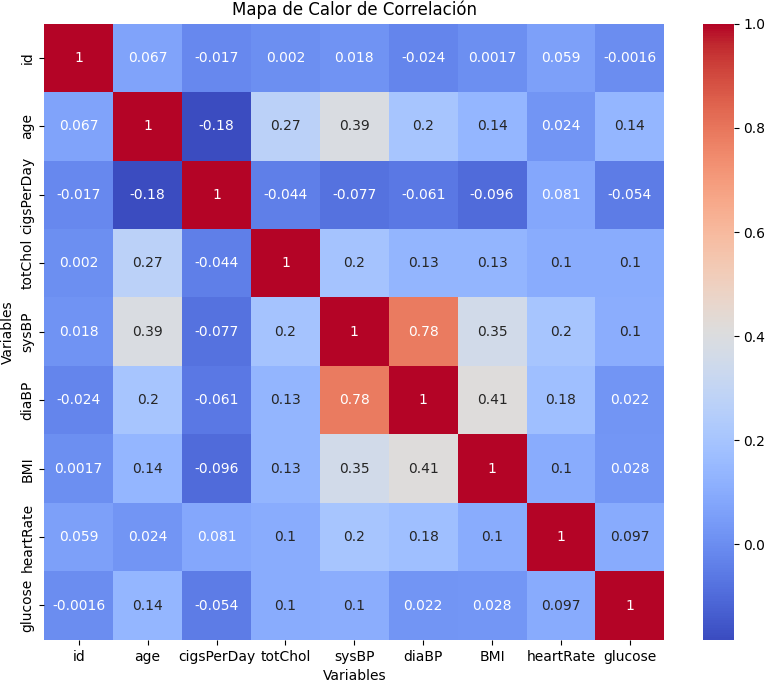 Mapa de Calor de Correlación
id 1 0.067 -0.017 0.002 0.018 -0.024 0.0017 0.059 -0.0016
age 0.067 1 -0.18 0.27 0.39 0.2 0.14 0.024 0.14
cigsPerDay -0.017 -0.18 1 -0.044 -0.077 -0.061 -0.096 0.081 -0.054
totChol 0.002 0.27 -0.044 1 0.2 0.13 0.13 0.1 0.1
sysBP 0.018 0.39 -0.077 0.2 1 0.78 0.35 0.2 0.1
diaBP -0.024 0.2 -0.061 0.13 0.78 1 0.41 0.18 0.022
BMI 0.0017 0.14 -0.096 0.13 0.35 0.41 1 0.1 0.028
heartRate 0.059 0.024 0.081 0.1 0.2 0.18 0.1 1 0.097
glucose -0.0016 0.14 -0.054 0.1 0.1 0.022 0.028 0.097 1
id age cigsPerDay totChol sysBP diaBP BMI heartRate glucose
Variables
Variables
1.0
0.8
0.6
0.4
0.2
0.0